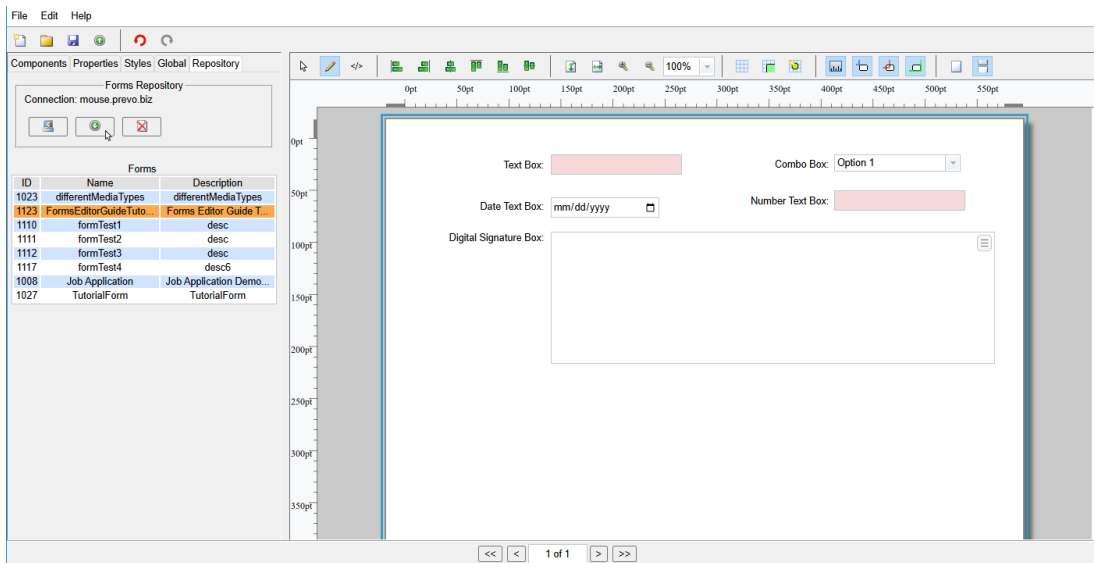 File Edit Help
Components Properties Styles Global Repository
</> 100%
Forms Repository
Connection: mouse.prevo.biz
0pt 50pt 100pt 150pt 200pt 250pt 300pt 350pt 400pt 450pt 500pt 550pt
Forms
ID Name Description
1023 differentMediaTypes differentMediaTypes
1123 FormsEditorGuideTuto... Forms Editor Guide T...
1110 formTest1 desc
1111 formTest2 desc
1112 formTest3 desc
1117 formTest4 desc6
1008 Job Application Job Application Demo...
1027 TutorialForm TutorialForm
0pt
50pt
100pt
150pt
200pt
250pt
300pt
350pt
Text Box: Combo Box: Option 1
Date Text Box: mm/dd/yyyy Number Text Box:
Digital Signature Box:
<< < 1 of 1 > >>